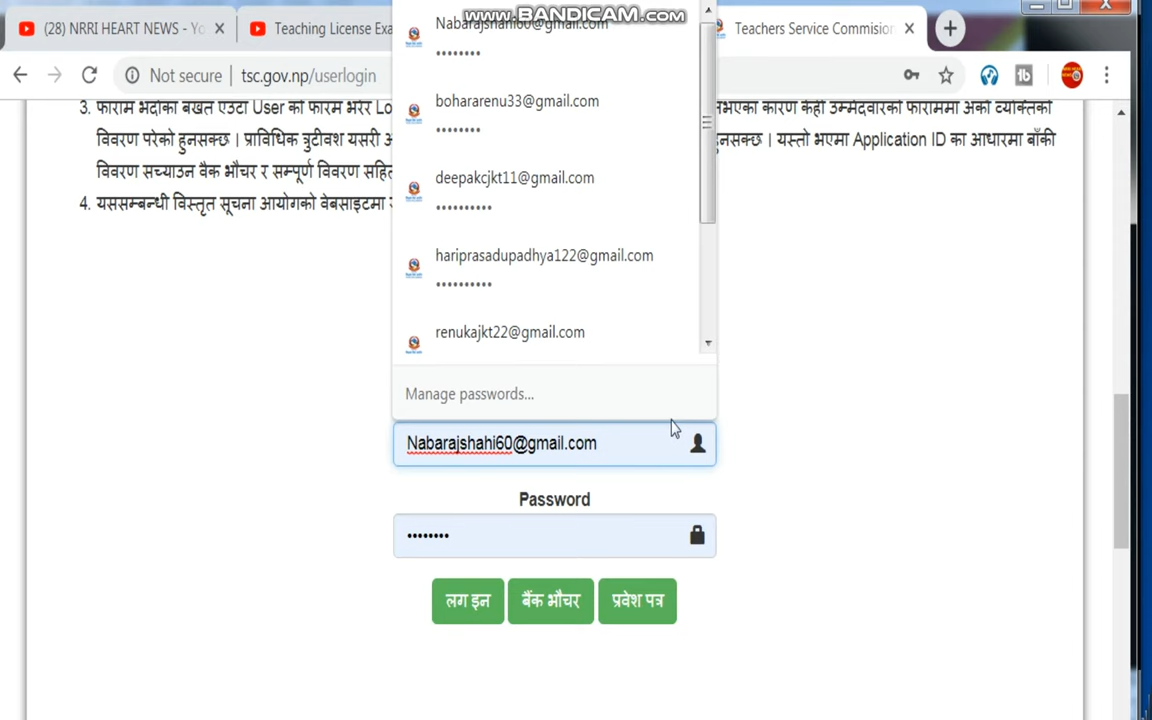 www.BANDICAM.com
(28) NRRI HEART NEWS - Yo
Teaching License Exa
Teachers Service Commision
Not secure
tsc.gov.np/userlogin
3. फाराम भर्दाको बखत एउटा User को फारम भरेर Lo
भएका कारण केही उम्मेदवारको फाराममा अर्को व्यक्तिको
विवरण परेको हुनसक्छ । प्राविधिक त्रुटीवश यसरी अ
हुनसक्छ । यस्तो भएमा Application ID का आधारमा बाँकी
विवरण सच्याउन
४ सम्पूर्ण विवरण सहित
4. यससम्बन्धी विस्तृत सूचना आयोगको वेबसाइटमा
Nabarajshahi60@gmail.com
••••••••
bohararenu33@gmail.com
••••••••
deepakcjkt11@gmail.com
••••••••••
hariprasadupadhya122@gmail.com
••••••••••
renukajkt22@gmail.com
Manage passwords...
Nabarajshahi60@gmail.com
Password
••••••••
लग इन
बैंक भौचर
प्रवेश पत्र